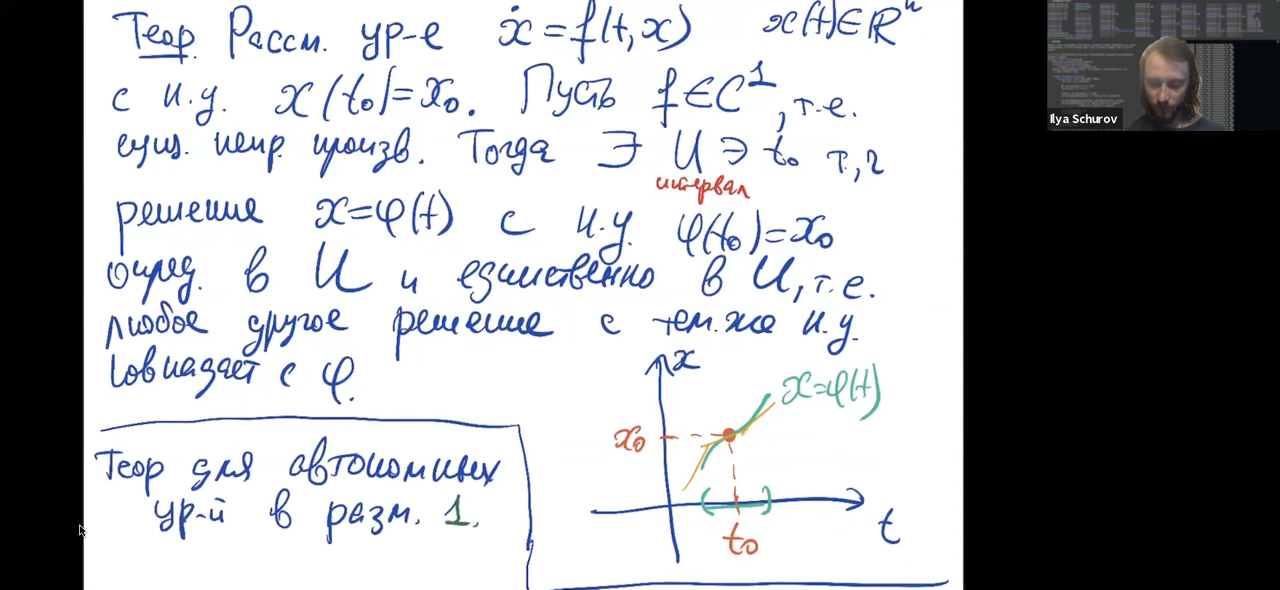 Теор Рассм. ур-е ẋ = f(t,x) x(t)∈ℝⁿ
с н.у. x(t₀)=x₀. Пусть f∈C¹, т.е.
сущ. непр. произв. Тогда ∃ U∋t₀ т,ч
интервал
решение x=φ(t) с н.у. φ(t₀)=x₀
опред. в U и единственно в U, т.е.
любое другое решение с тем.же н.у.
совпадает с φ.
Теор для автономных
ур-й в разм. 1.
x
x=φ(t)
x₀
t₀
t
Ilya Schurov